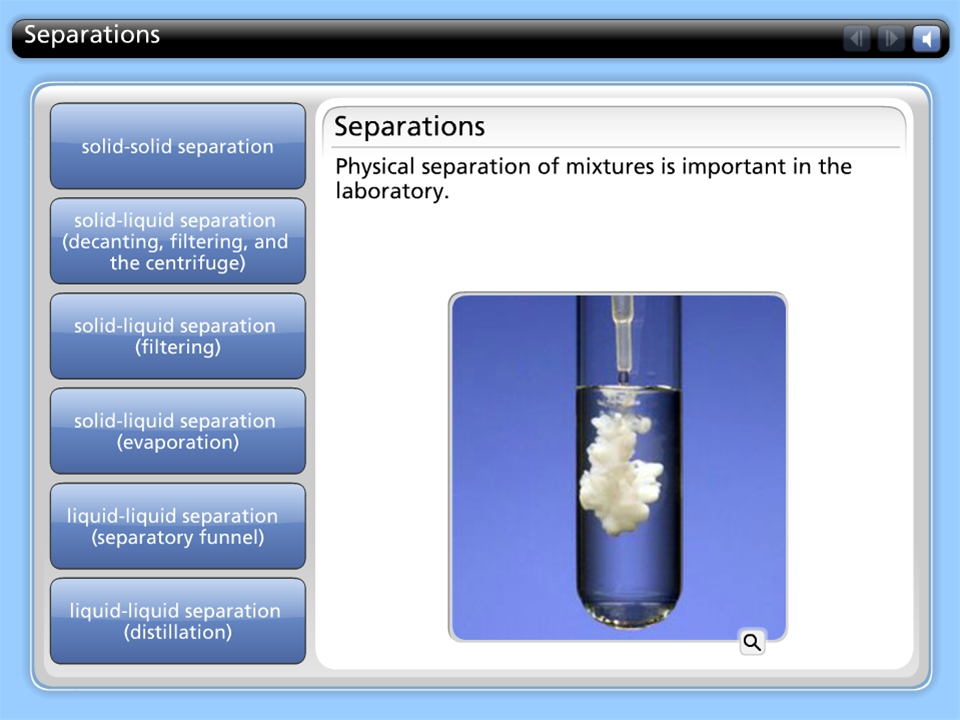 Separations
solid-solid separation
solid-liquid separation
(decanting, filtering, and
the centrifuge)
solid-liquid separation
(filtering)
solid-liquid separation
(evaporation)
liquid-liquid separation
(separatory funnel)
liquid-liquid separation
(distillation)
Separations
Physical separation of mixtures is important in the
laboratory.